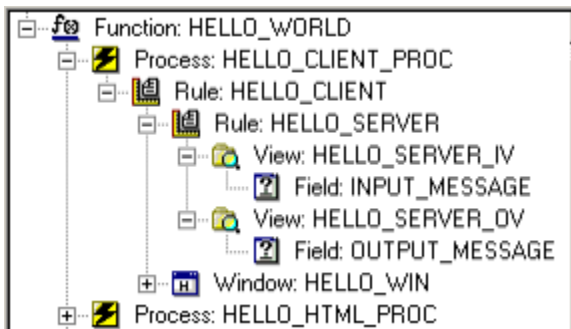 Function: HELLO_WORLD
Process: HELLO_CLIENT_PROC
Rule: HELLO_CLIENT
Rule: HELLO_SERVER
View: HELLO_SERVER_IV
Field: INPUT_MESSAGE
View: HELLO_SERVER_OV
Field: OUTPUT_MESSAGE
Window: HELLO_WIN
Process: HELLO_HTML_PROC